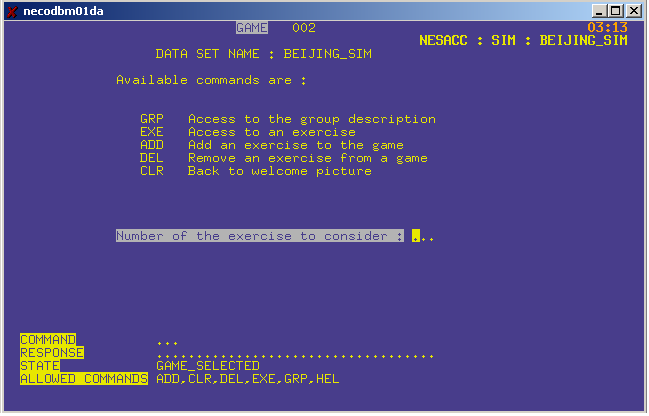 necodbm01da
GAME 002 03:13
NESACC : SIM : BEIJING_SIM
DATA SET NAME : BEIJING_SIM
Available commands are :
GRP Access to the group description
EXE Access to an exercise
ADD Add an exercise to the game
DEL Remove an exercise from a game
CLR Back to welcome picture
Number of the exercise to consider : ...
COMMAND ...
RESPONSE ...................................
STATE GAME_SELECTED
ALLOWED COMMANDS ADD,CLR,DEL,EXE,GRP,HEL